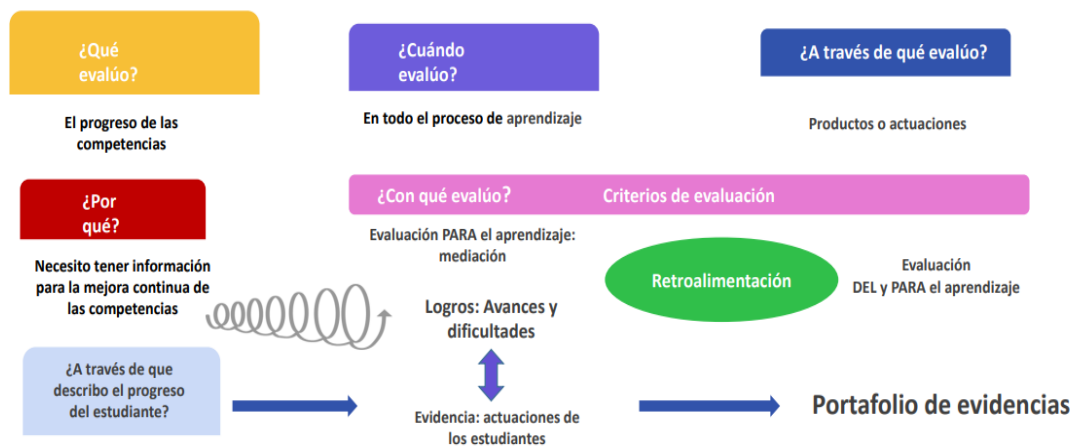 ¿Qué
evalúo?
¿Cuándo
evalúo?
¿A través de qué evalúo?
El progreso de las
competencias
En todo el proceso de aprendizaje
Productos o actuaciones
¿Por
qué?
¿Con qué evalúo?
Criterios de evaluación
Necesito tener información
para la mejora continua de
las competencias
Evaluación PARA el aprendizaje:
mediación
Retroalimentación
Evaluación
DEL y PARA el aprendizaje
Logros: Avances y
dificultades
¿A través de que
describo el progreso
del estudiante?
Evidencia: actuaciones de
los estudiantes
Portafolio de evidencias